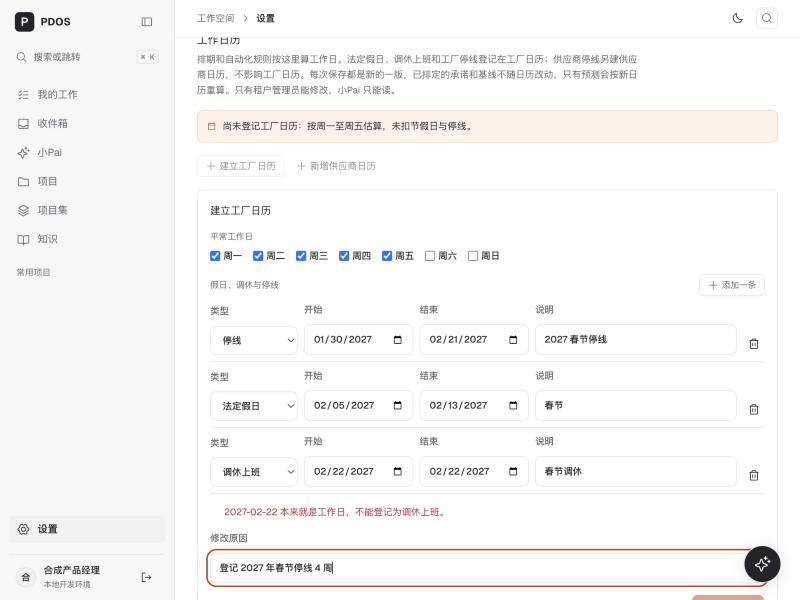 P PDOS
搜索或跳转 ⌘ K
我的工作
收件箱
小Pai
项目
项目集
知识
常用项目
设置
合 合成产品经理
本地开发环境
工作空间 > 设置
工作日历
排期和自动化规则按这里算工作日。法定假日、调休上班和工厂停线登记在工厂日历；供应商停线另建供应
商日历，不影响工厂日历。每次保存都是新的一版，已排定的承诺和基线不随日历改动，只有预测会按新日
历重算。只有租户管理员能修改，小Pai 只能读。
尚未登记工厂日历：按周一至周五估算，未扣节假日与停线。
+ 建立工厂日历 + 新增供应商日历
建立工厂日历
平常工作日
周一 周二 周三 周四 周五 周六 周日
假日、调休与停线 + 添加一条
类型 开始 结束 说明
停线 01/30/2027 02/21/2027 2027 春节停线
类型 开始 结束 说明
法定假日 02/05/2027 02/13/2027 春节
类型 开始 结束 说明
调休上班 02/22/2027 02/22/2027 春节调休
2027-02-22 本来就是工作日，不能登记为调休上班。
修改原因
登记 2027 年春节停线 4 周